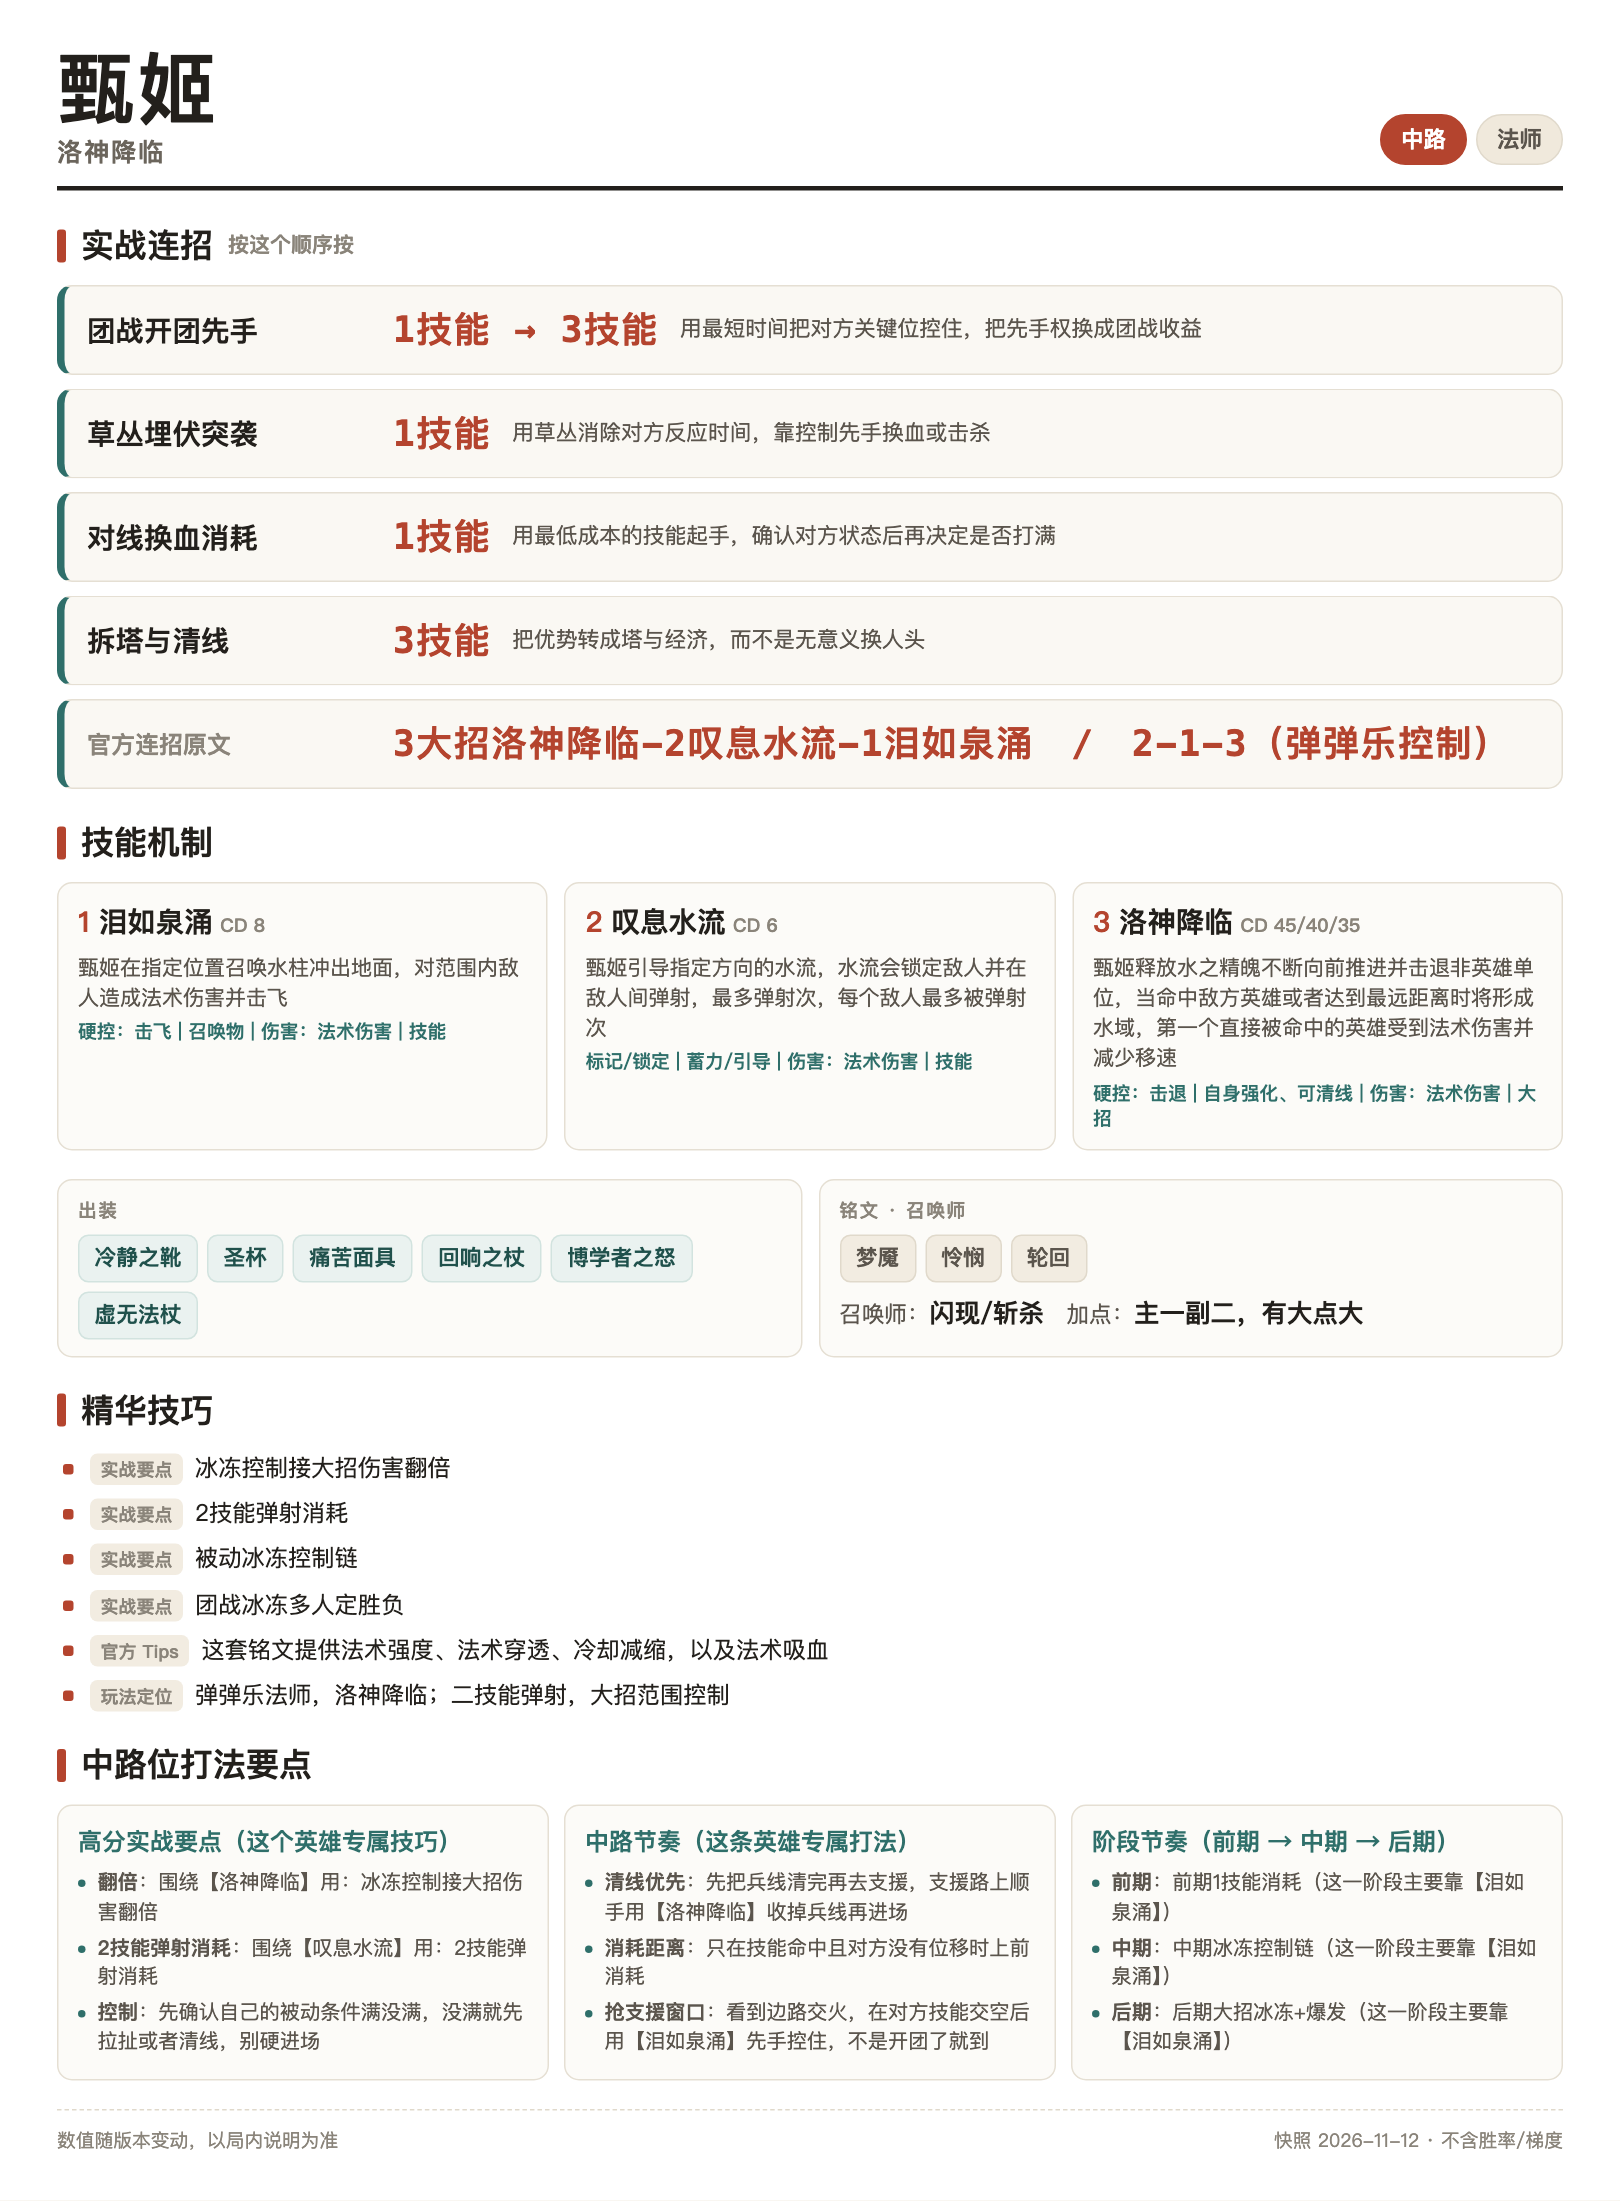 甄姬
洛神降临
中路 法师
实战连招 按这个顺序按
团战开团先手 1技能 → 3技能 用最短时间把对方关键位控住，把先手权换成团战收益
草丛埋伏突袭 1技能 用草丛消除对方反应时间，靠控制先手换血或击杀
对线换血消耗 1技能 用最低成本的技能起手，确认对方状态后再决定是否打满
拆塔与清线 3技能 把优势转成塔与经济，而不是无意义换人头
官方连招原文 3大招洛神降临–2叹息水流–1泪如泉涌 / 2–1–3（弹弹乐控制）
技能机制
1 泪如泉涌 CD 8
甄姬在指定位置召唤水柱冲出地面，对范围内敌
人造成法术伤害并击飞
硬控：击飞 | 召唤物 | 伤害：法术伤害 | 技能
2 叹息水流 CD 6
甄姬引导指定方向的水流，水流会锁定敌人并在
敌人间弹射，最多弹射次，每个敌人最多被弹射
次
标记/锁定 | 蓄力/引导 | 伤害：法术伤害 | 技能
3 洛神降临 CD 45/40/35
甄姬释放水之精魄不断向前推进并击退非英雄单
位，当命中敌方英雄或者达到最远距离时将形成
水域，第一个直接被命中的英雄受到法术伤害并
减少移速
硬控：击退 | 自身强化、可清线 | 伤害：法术伤害 | 大
招
出装
冷静之靴 圣杯 痛苦面具 回响之杖 博学者之怒
虚无法杖
铭文 · 召唤师
梦魇 怜悯 轮回
召唤师：闪现/斩杀 加点：主一副二，有大点大
精华技巧
实战要点 冰冻控制接大招伤害翻倍
实战要点 2技能弹射消耗
实战要点 被动冰冻控制链
实战要点 团战冰冻多人定胜负
官方 Tips 这套铭文提供法术强度、法术穿透、冷却减缩，以及法术吸血
玩法定位 弹弹乐法师，洛神降临；二技能弹射，大招范围控制
中路位打法要点
高分实战要点（这个英雄专属技巧）
翻倍：围绕【洛神降临】用：冰冻控制接大招伤
害翻倍
2技能弹射消耗：围绕【叹息水流】用：2技能弹
射消耗
控制：先确认自己的被动条件满没满，没满就先
拉扯或者清线，别硬进场
中路节奏（这条英雄专属打法）
清线优先：先把兵线清完再去支援，支援路上顺
手用【洛神降临】收掉兵线再进场
消耗距离：只在技能命中且对方没有位移时上前
消耗
抢支援窗口：看到边路交火，在对方技能交空后
用【泪如泉涌】先手控住，不是开团了就到
阶段节奏（前期 → 中期 → 后期）
前期：前期1技能消耗（这一阶段主要靠【泪如
泉涌】）
中期：中期冰冻控制链（这一阶段主要靠【泪如
泉涌】）
后期：后期大招冰冻+爆发（这一阶段主要靠
【泪如泉涌】）
数值随版本变动，以局内说明为准
快照 2026–11–12 · 不含胜率/梯度